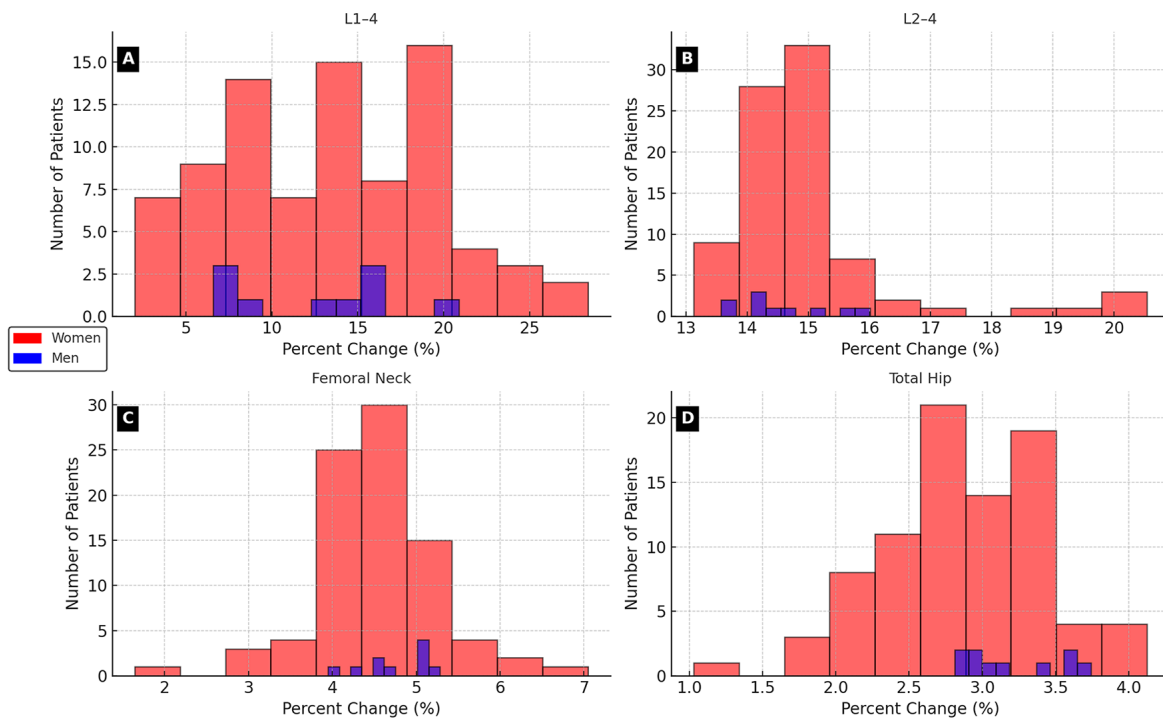 L1–4
A
Number of Patients
15.0
12.5
10.0
7.5
5.0
2.5
0.0
5 10 15 20 25
Percent Change (%)
L2–4
B
Number of Patients
30
25
20
15
10
5
0
13 14 15 16 17 18 19 20
Percent Change (%)
Women
Men
Femoral Neck
C
Number of Patients
30
25
20
15
10
5
0
2 3 4 5 6 7
Percent Change (%)
Total Hip
D
Number of Patients
20
15
10
5
0
1.0 1.5 2.0 2.5 3.0 3.5 4.0
Percent Change (%)